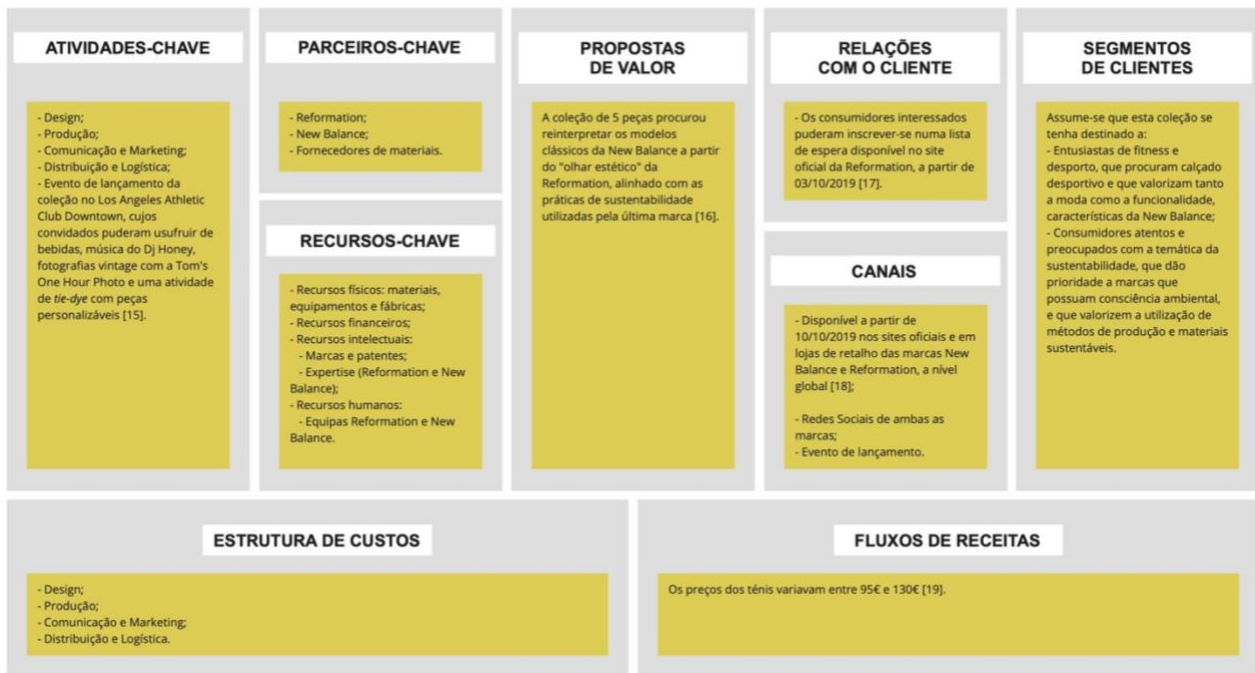 ATIVIDADES-CHAVE
- Design;
- Produção;
- Comunicação e Marketing;
- Distribuição e Logística;
- Evento de lançamento da
coleção no Los Angeles Athletic
Club Downtown, cujos
convidados puderam usufruir de
bebidas, música do Dj Honey,
fotografias vintage com a Tom's
One Hour Photo e uma atividade
de tie-dye com peças
personalizáveis [15].
PARCEIROS-CHAVE
- Reformation;
- New Balance;
- Fornecedores de materiais.
RECURSOS-CHAVE
- Recursos físicos: materiais,
equipamentos e fábricas;
- Recursos financeiros;
- Recursos intelectuais:
- Marcas e patentes;
- Expertise (Reformation e New
Balance);
- Recursos humanos:
- Equipas Reformation e New
Balance.
PROPOSTAS
DE VALOR
A coleção de 5 peças procurou
reinterpretar os modelos
clássicos da New Balance a partir
do "olhar estético" da
Reformation, alinhado com as
práticas de sustentabilidade
utilizadas pela última marca [16].
RELAÇÕES
COM O CLIENTE
- Os consumidores interessados
puderam inscrever-se numa lista
de espera disponível no site
oficial da Reformation, a partir de
03/10/2019 [17].
CANAIS
- Disponível a partir de
10/10/2019 nos sites oficiais e em
lojas de retalho das marcas New
Balance e Reformation, a nível
global [18];
- Redes Sociais de ambas as
marcas;
- Evento de lançamento.
SEGMENTOS
DE CLIENTES
Assume-se que esta coleção se
tenha destinado a:
- Entusiastas de fitness e
desporto, que procuram calçado
desportivo e que valorizam tanto
a moda como a funcionalidade,
características da New Balance;
- Consumidores atentos e
preocupados com a temática da
sustentabilidade, que dão
prioridade a marcas que
possuam consciência ambiental,
e que valorizem a utilização de
métodos de produção e materiais
sustentáveis.
ESTRUTURA DE CUSTOS
- Design;
- Produção;
- Comunicação e Marketing;
- Distribuição e Logística.
FLUXOS DE RECEITAS
Os preços dos ténis variavam entre 95€ e 130€ [19].